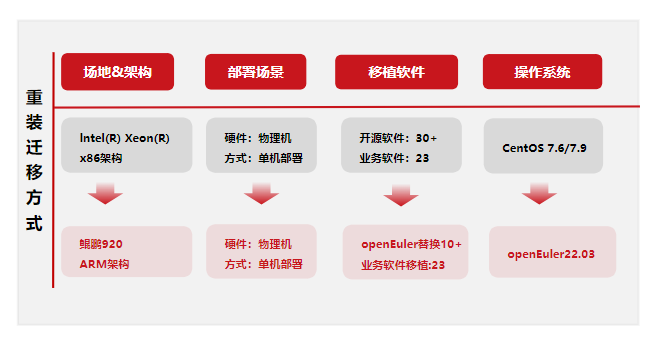 重装迁移方式
场地&架构
部署场景
移植软件
操作系统
Intel(R) Xeon(R)
x86架构
硬件：物理机
方式：单机部署
开源软件：30+
业务软件：23
CentOS 7.6/7.9
鲲鹏920
ARM架构
硬件：物理机
方式：单机部署
openEuler替换10+
业务软件移植:23
openEuler22.03